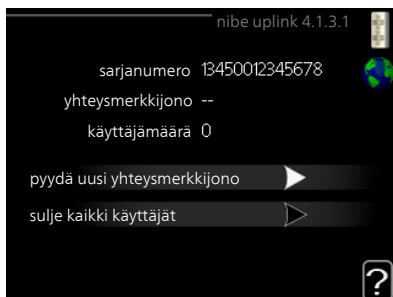 nibe uplink 4.1.3.1
sarjanumero 13450012345678
yhteysmerkkijono --
käyttäjämäärä 0
pyydä uusi yhteysmerkkijono
sulje kaikki käyttäjät
?